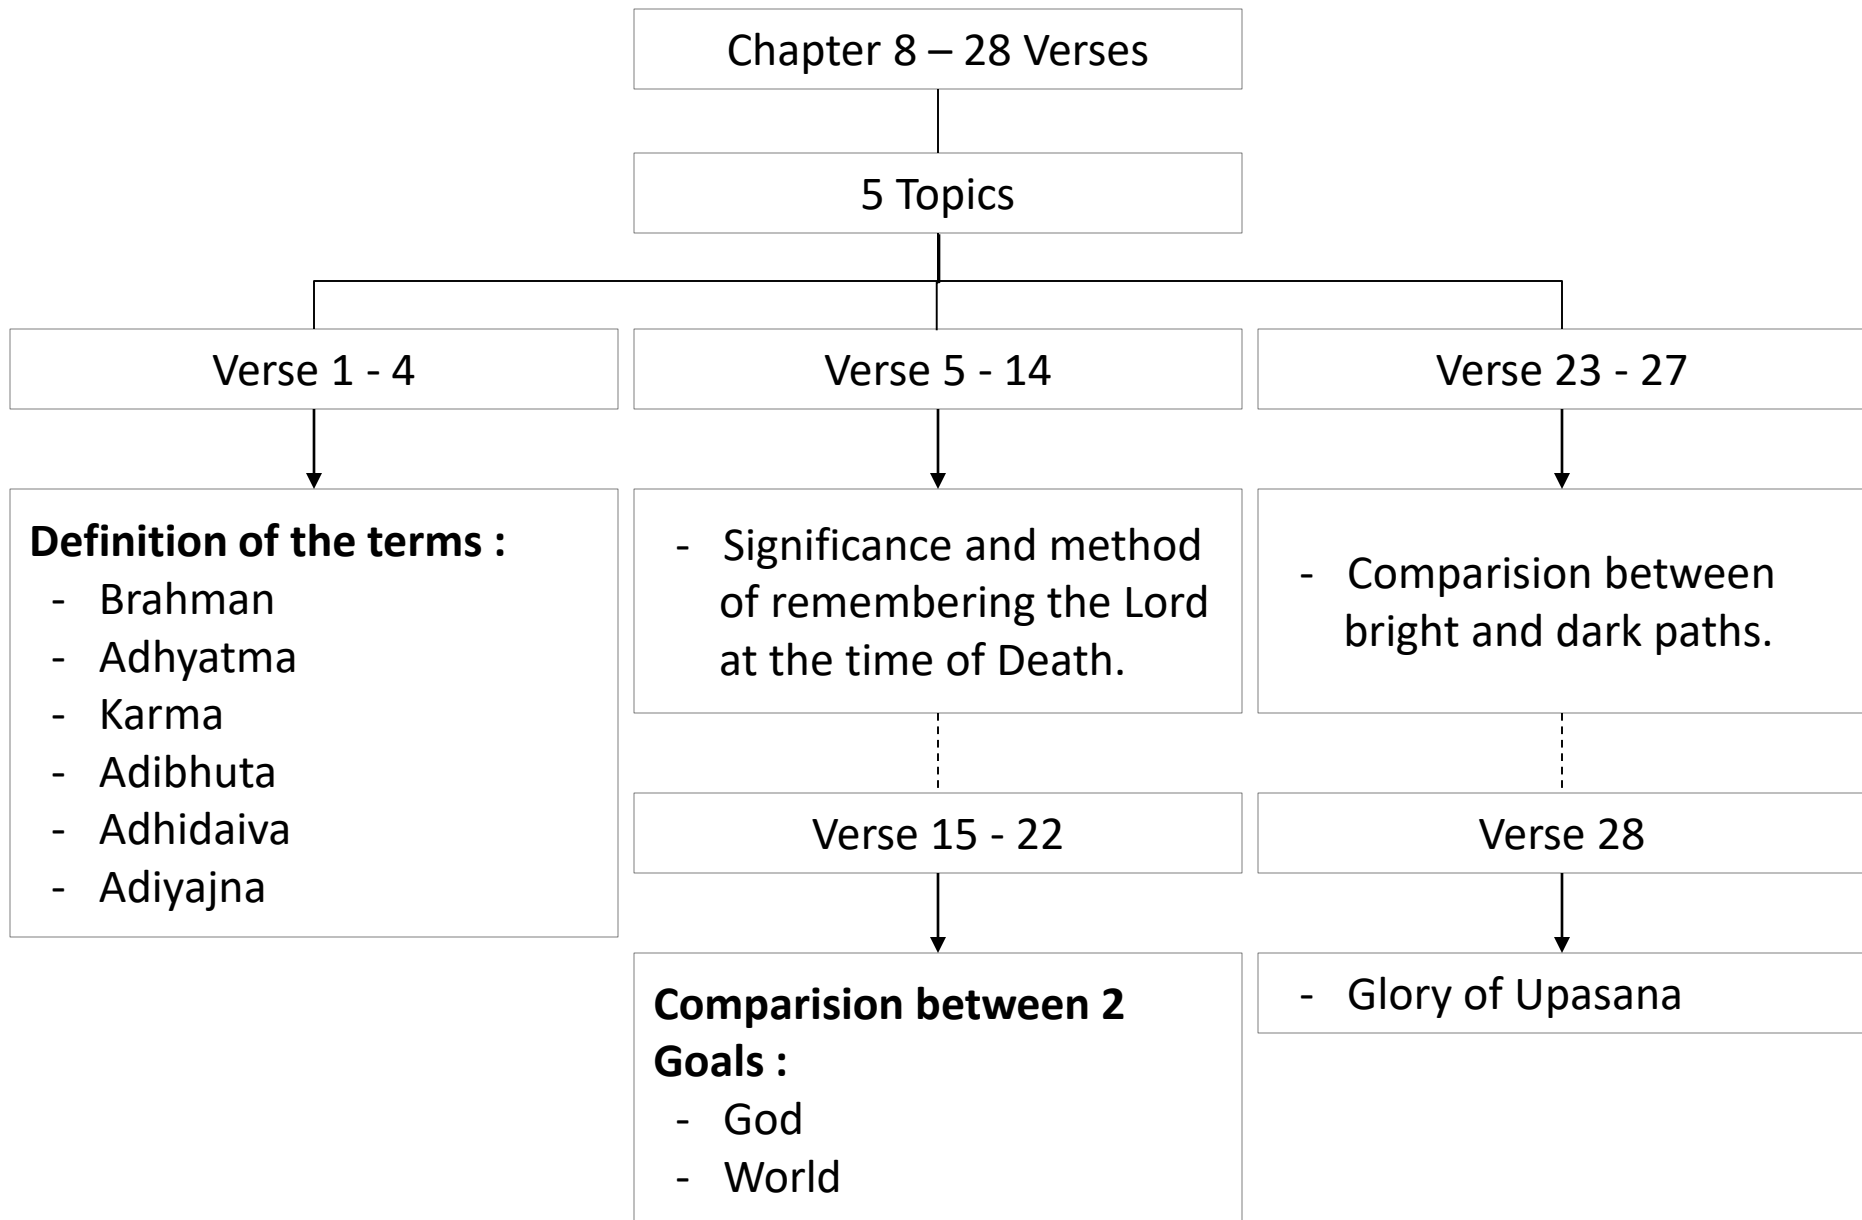 Chapter 8 – 28 Verses
5 Topics
Verse 1 - 4
Definition of the terms :
- Brahman
- Adhyatma
- Karma
- Adibhuta
- Adhidaiva
- Adiyajna
Verse 5 - 14
- Significance and method
of remembering the Lord
at the time of Death.
Verse 15 - 22
Comparision between 2
Goals :
- God
- World
Verse 23 - 27
- Comparision between
bright and dark paths.
Verse 28
- Glory of Upasana